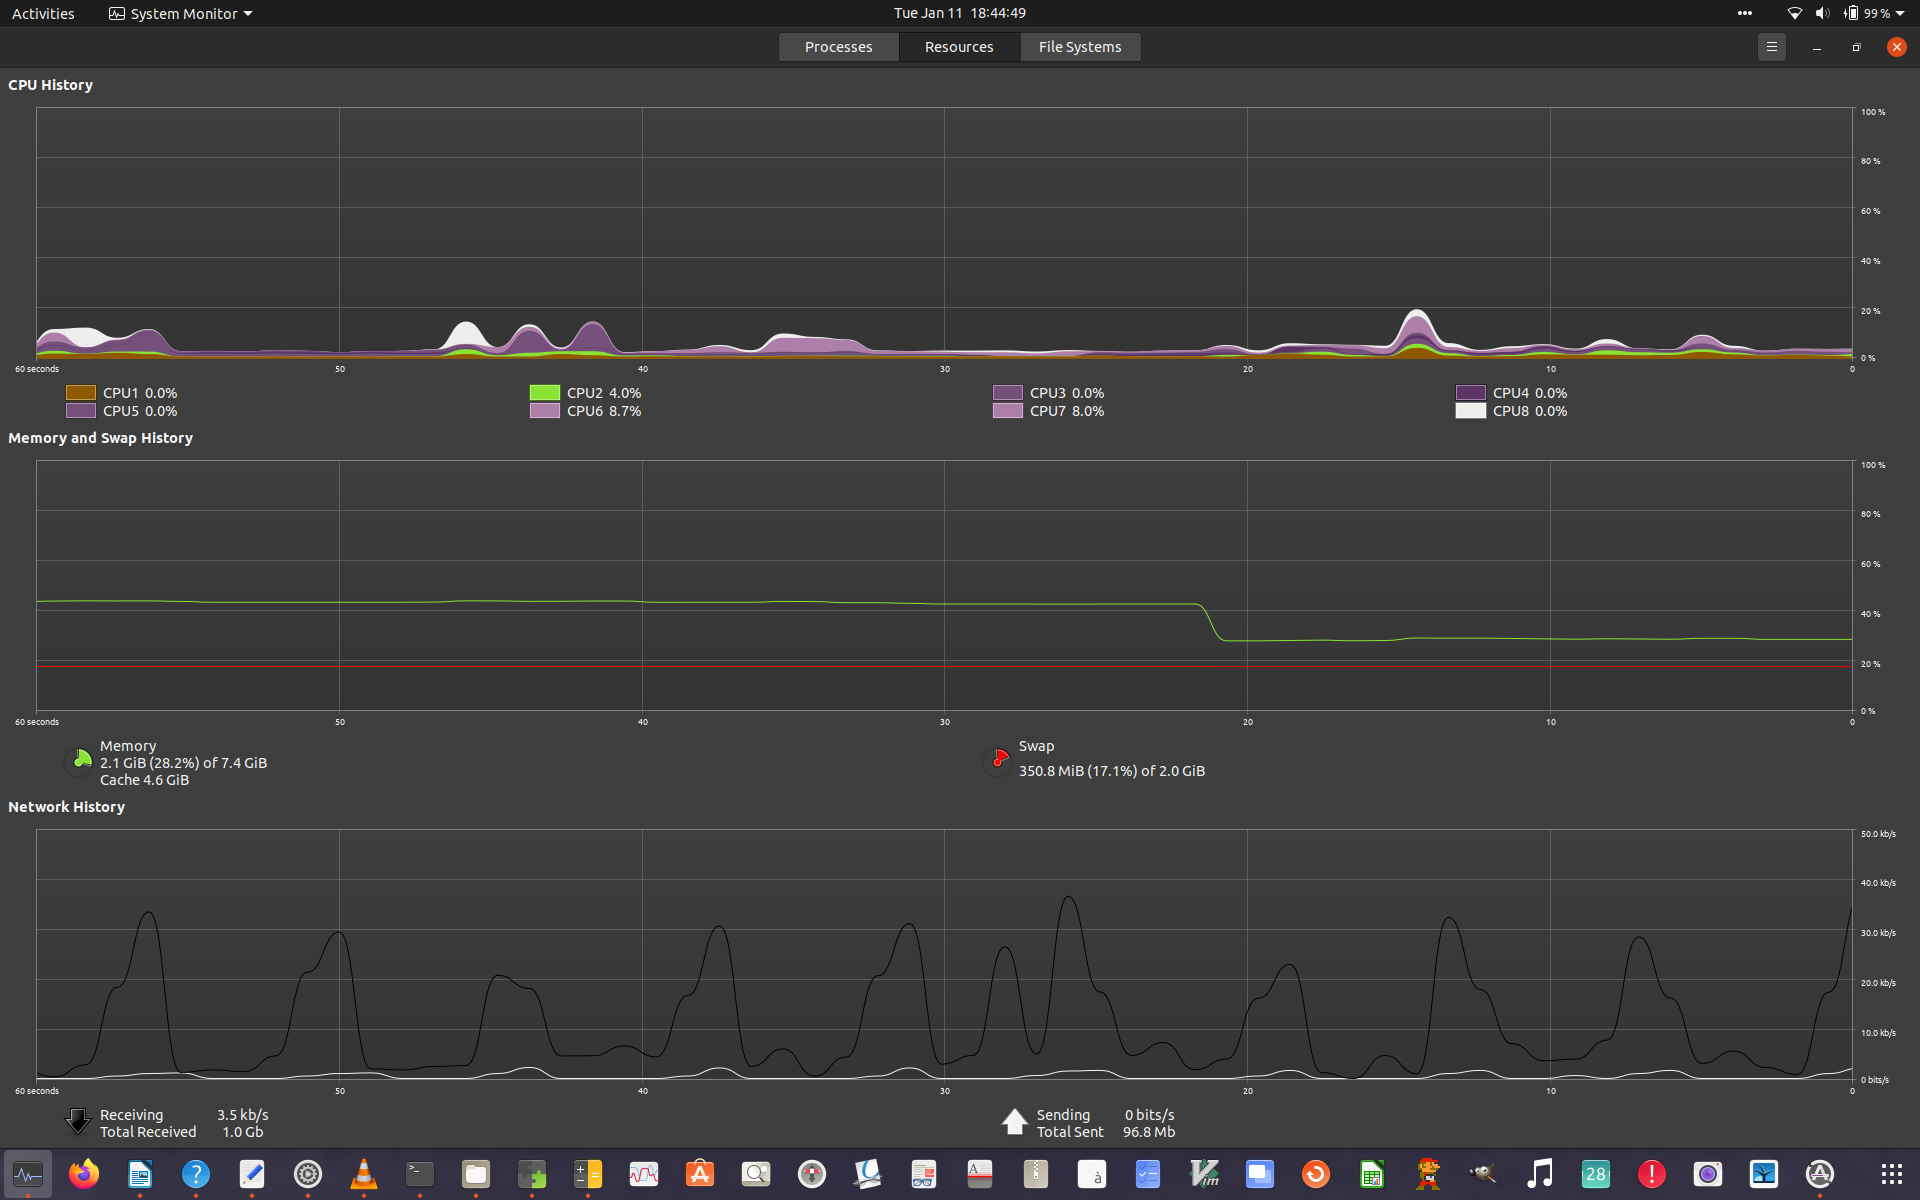 Activities System Monitor Tue Jan 11 18:44:49 99 %
Processes Resources File Systems
CPU History
100 %
80 %
60 %
40 %
20 %
0 %
60 seconds 50 40 30 20 10 0
CPU1 0.0% CPU2 4.0% CPU3 0.0% CPU4 0.0%
CPU5 0.0% CPU6 8.7% CPU7 8.0% CPU8 0.0%
Memory and Swap History
100 %
80 %
60 %
40 %
20 %
0 %
60 seconds 50 40 30 20 10 0
Memory Swap
2.1 GiB (28.2%) of 7.4 GiB 350.8 MiB (17.1%) of 2.0 GiB
Cache 4.6 GiB
Network History
50.0 kb/s
40.0 kb/s
30.0 kb/s
20.0 kb/s
10.0 kb/s
0 bits/s
60 seconds 50 40 30 20 10 0
Receiving 3.5 kb/s Sending 0 bits/s
Total Received 1.0 Gb Total Sent 96.8 Mb
? >_ A à Vim 28 !